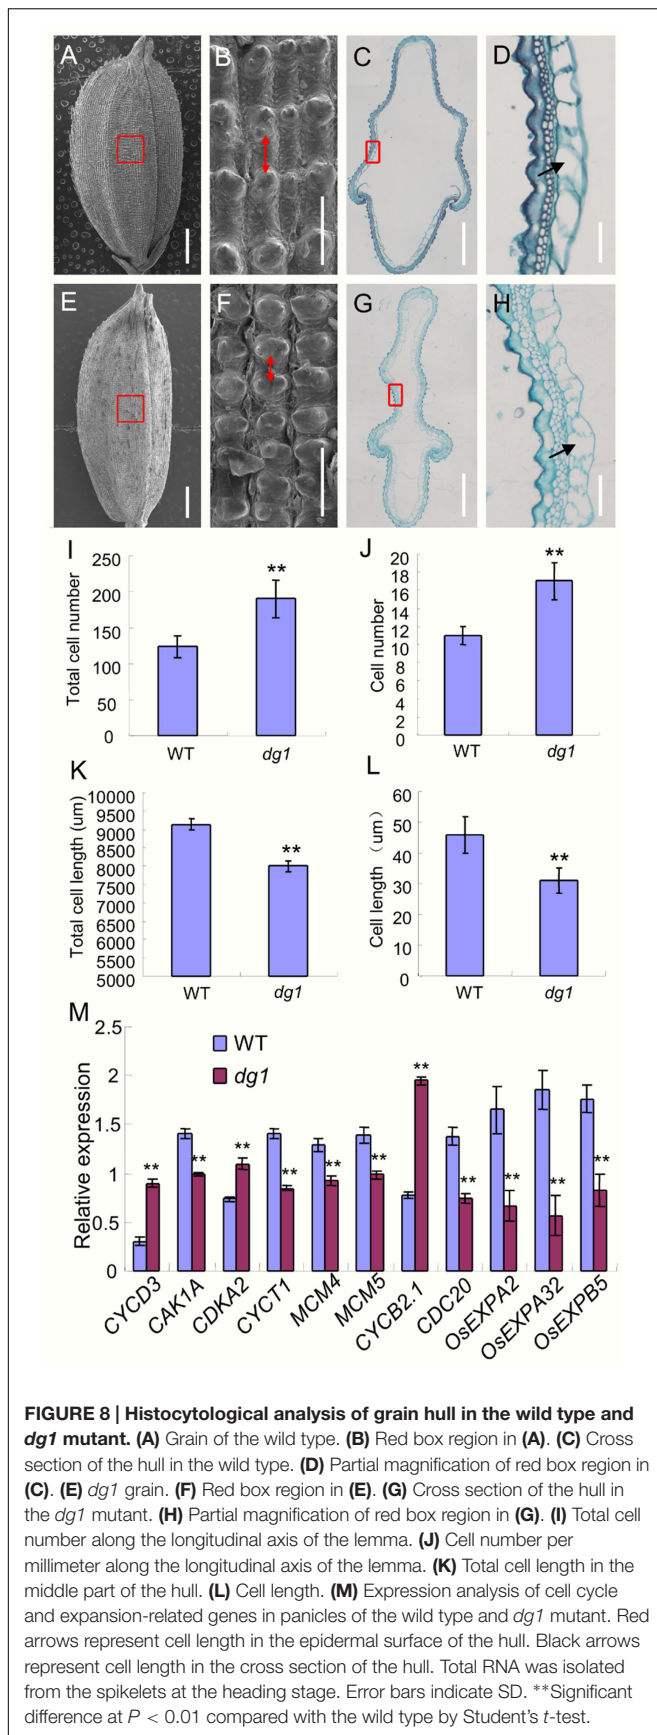 A
B
C
D
E
F
G
H
I
Total cell number
250
200
150
100
50
0
**
WT
dg1
J
Cell number
20
18
16
14
12
10
8
6
4
2
0
**
WT
dg1
K
Total cell length (um)
10000
9500
9000
8500
8000
7500
7000
6500
6000
5500
5000
**
WT
dg1
L
Cell length (um)
60
50
40
30
20
10
0
**
WT
dg1
M
Relative expression
2.5
2
1.5
1
0.5
0
WT
dg1
**
**
**
**
**
**
**
**
**
**
**
CYCD3
CAK1A
CDKA2
CYCT1
MCM4
MCM5
CYCB2.1
CDC20
OsEXPA2
OsEXPA32
OsEXPB5
FIGURE 8 | Histocytological analysis of grain hull in the wild type and
dg1 mutant. (A) Grain of the wild type. (B) Red box region in (A). (C) Cross
section of the hull in the wild type. (D) Partial magnification of red box region in
(C). (E) dg1 grain. (F) Red box region in (E). (G) Cross section of the hull in
the dg1 mutant. (H) Partial magnification of red box region in (G). (I) Total cell
number along the longitudinal axis of the lemma. (J) Cell number per
millimeter along the longitudinal axis of the lemma. (K) Total cell length in the
middle part of the hull. (L) Cell length. (M) Expression analysis of cell cycle
and expansion-related genes in panicles of the wild type and dg1 mutant. Red
arrows represent cell length in the epidermal surface of the hull. Black arrows
represent cell length in the cross section of the hull. Total RNA was isolated
from the spikelets at the heading stage. Error bars indicate SD. **Significant
difference at P < 0.01 compared with the wild type by Student's t-test.